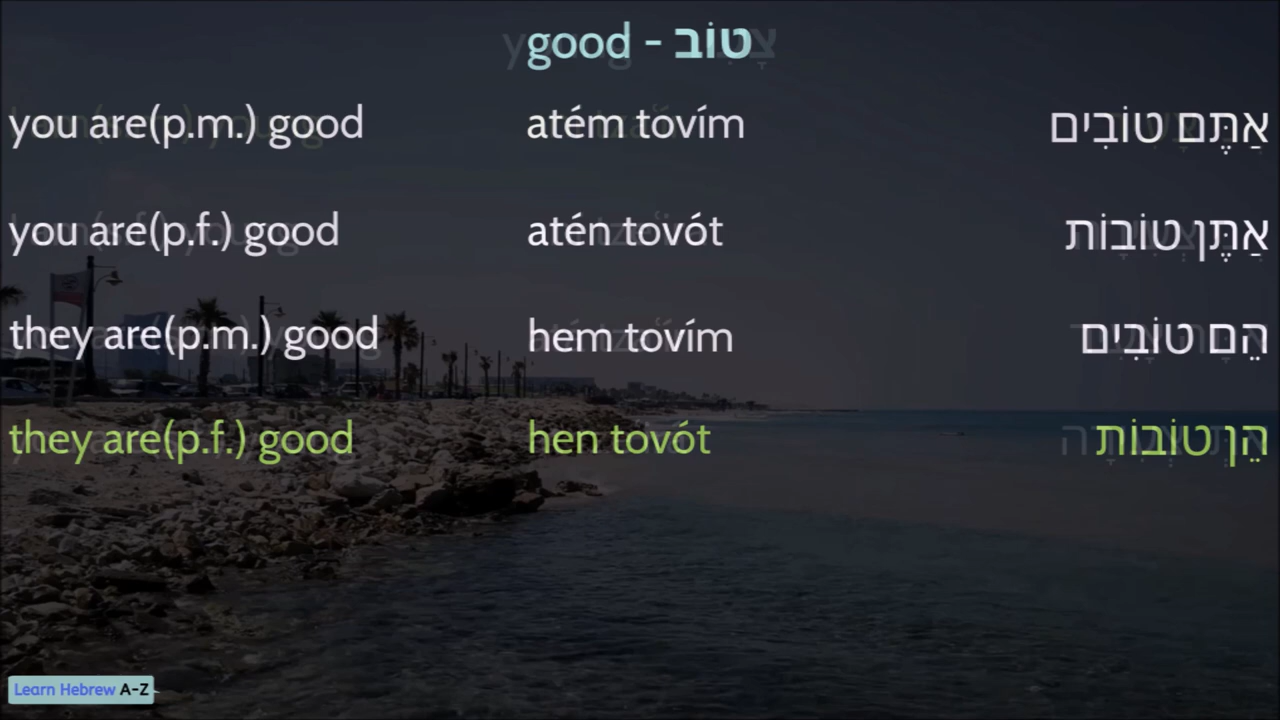 good - טוֹב
you are(p.m.) good atém tovím אַתֶּם טוֹבִים
you are(p.f.) good atén tovót אַתֶּן טוֹבוֹת
they are(p.m.) good hem tovím הֵם טוֹבִים
they are(p.f.) good hen tovót הֵן טוֹבוֹת
Learn Hebrew A-Z